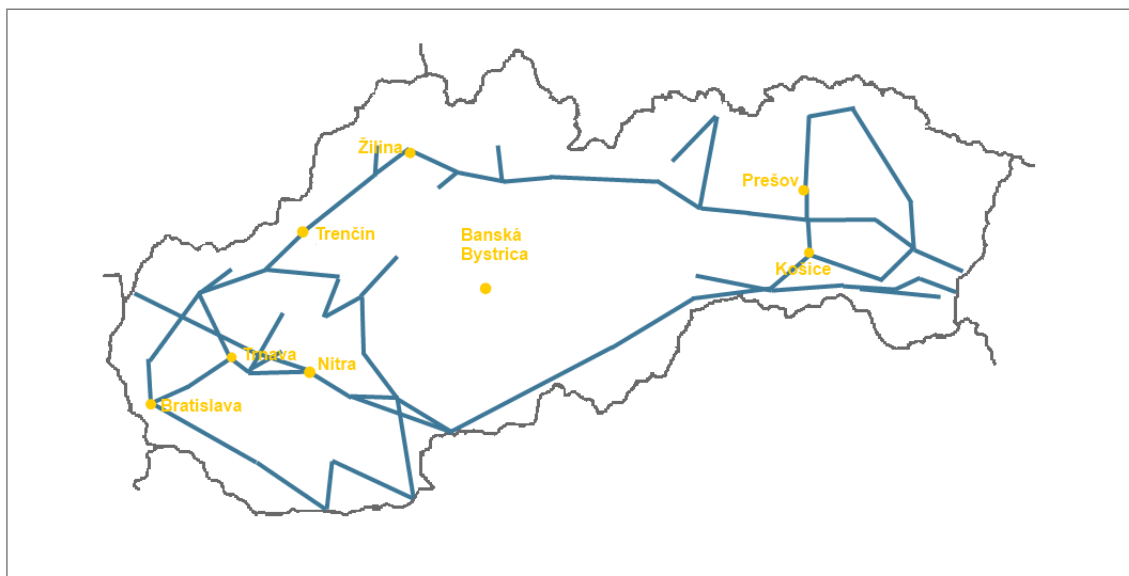 Žilina
Prešov
Trenčín
Banská
Bystrica
Košice
Trnava
Nitra
Bratislava